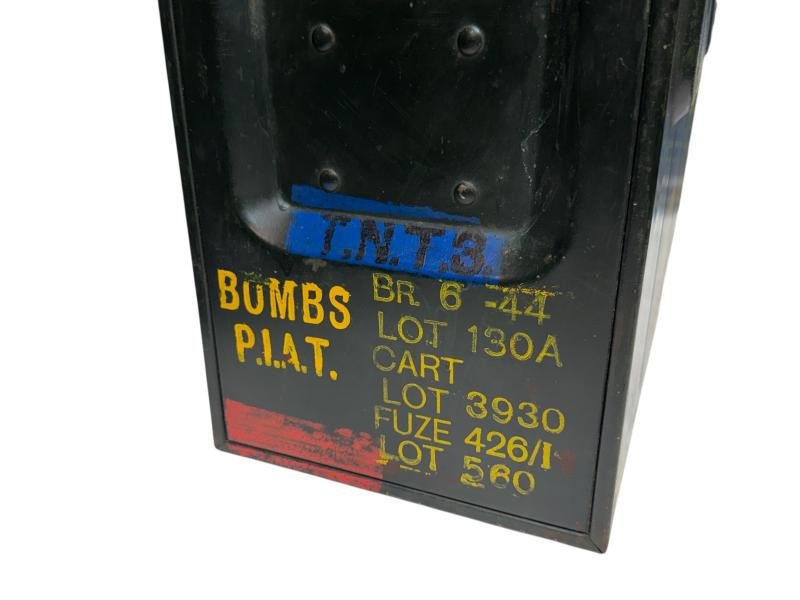 T.N.T.3.
BOMBS
P.I.A.T.
BR 6 -44
LOT 130A
CART
LOT 3930
FUZE 426/I
LOT 560